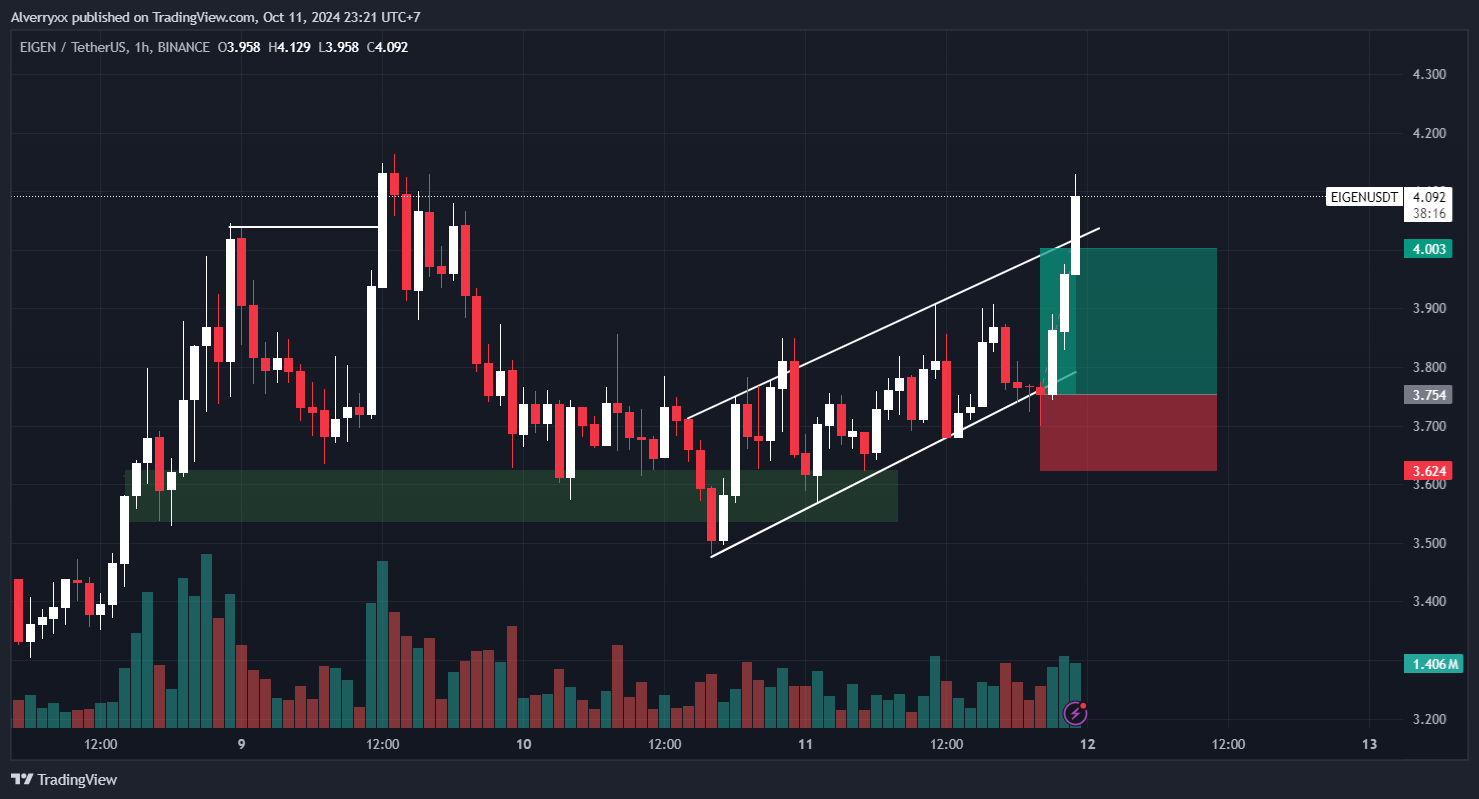 Alverryxx published on TradingView.com, Oct 11, 2024 23:21 UTC+7
EIGEN / TetherUS, 1h, BINANCE O3.958 H4.129 L3.958 C4.092
4.300
4.200
EIGENUSDT 4.092
38:16
4.003
3.900
3.800
3.754
3.700
3.624
3.600
3.500
3.400
1.406 M
3.200
12:00 9 12:00 10 12:00 11 12:00 12 12:00 13
TradingView